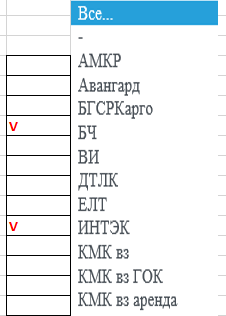 Все...
-
АМКР
Авангард
БГСРКарго
v БЧ
ВИ
ДТЛК
ЕЛТ
v ИНТЭК
КМК вз
КМК вз ГОК
КМК вз аренда